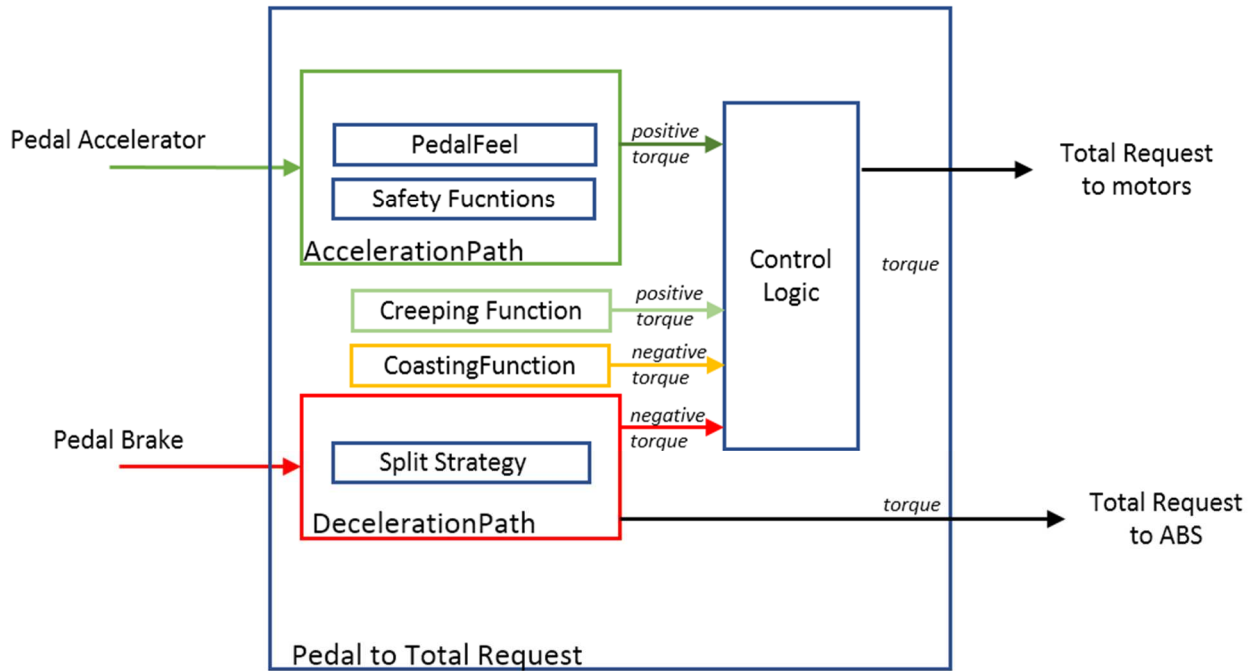 Pedal Accelerator
PedalFeel
Safety Fucntions
AccelerationPath
positive
torque
Creeping Function
positive
torque
CoastingFunction
negative
torque
Pedal Brake
Split Strategy
DecelerationPath
negative
torque
Control
Logic
torque
Total Request
to motors
torque
Total Request
to ABS
Pedal to Total Request